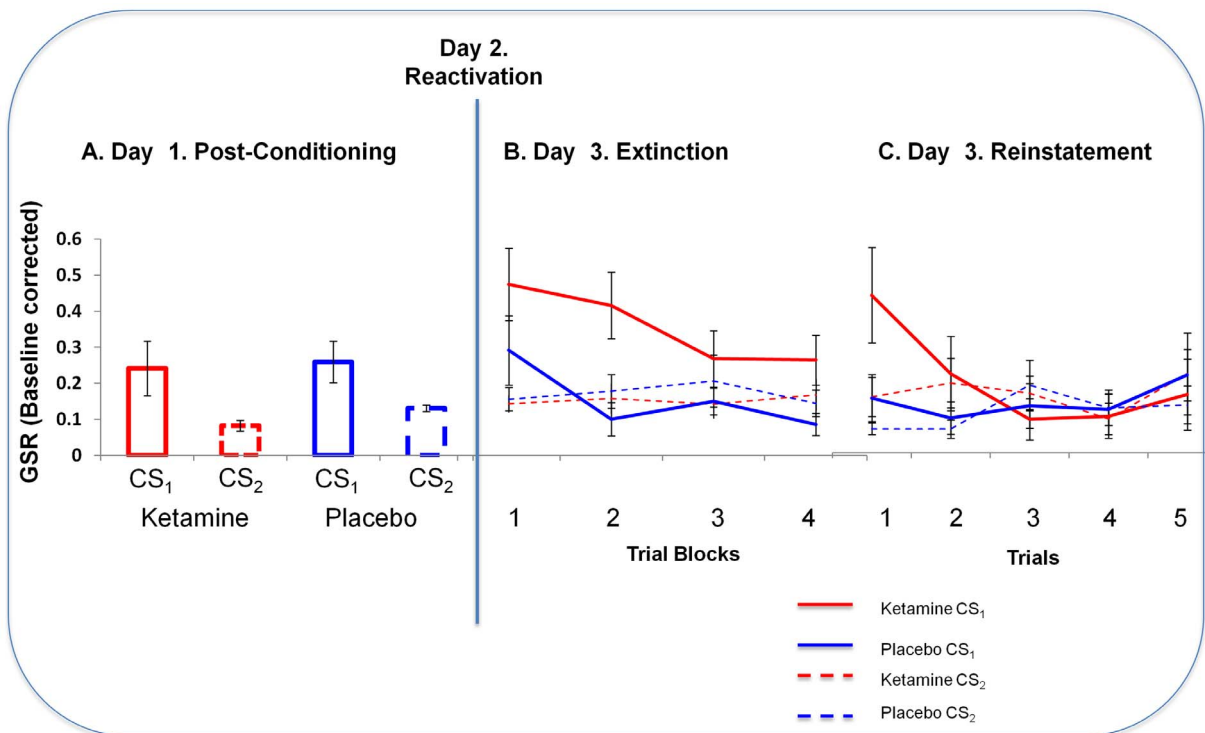 Day 2.
Reactivation
A. Day 1. Post-Conditioning
B. Day 3. Extinction
C. Day 3. Reinstatement
GSR (Baseline corrected)
0.6
0.5
0.4
0.3
0.2
0.1
0
CS₁ CS₂ CS₁ CS₂
Ketamine Placebo
1 2 3 4
Trial Blocks
1 2 3 4 5
Trials
Ketamine CS₁
Placebo CS₁
Ketamine CS₂
Placebo CS₂